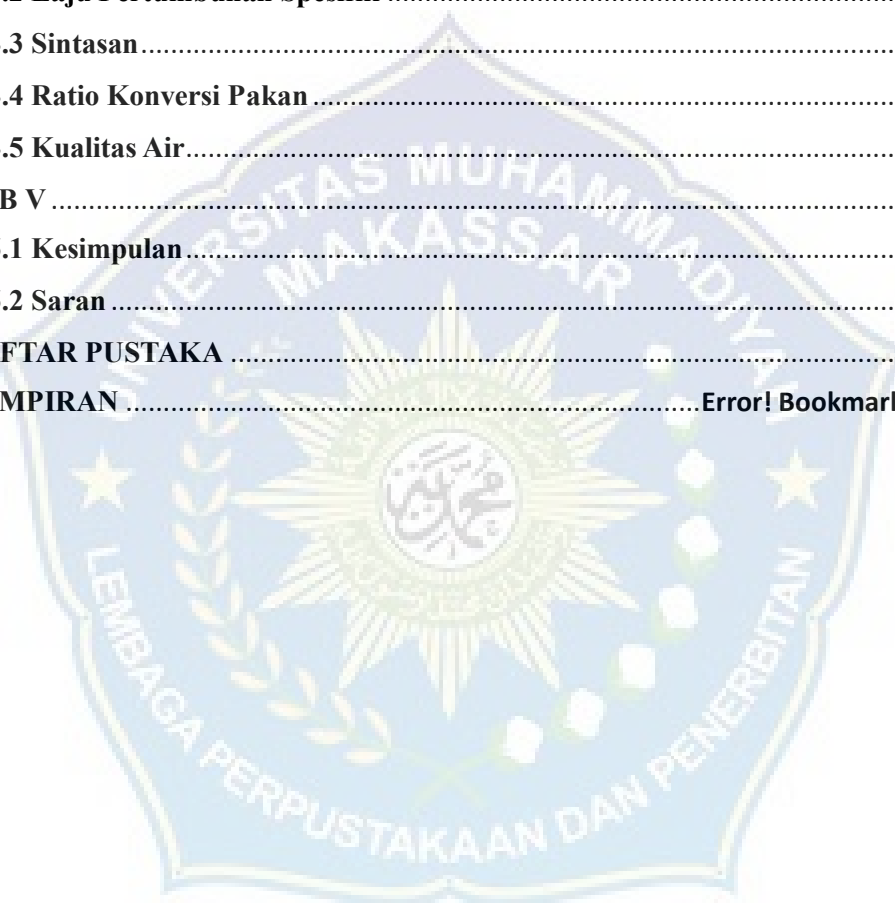 .2 Laju Pertumbuhan Spesifik
.3 Sintasan
.4 Ratio Konversi Pakan
.5 Kualitas Air
B V
.1 Kesimpulan
.2 Saran
FTAR PUSTAKA
MPIRAN Error! Bookmark
UNIVERSITAS MUHAMMADIYAH
MAKASSAR
LEMBAGA PERPUSTAKAAN DAN PENERBITAN